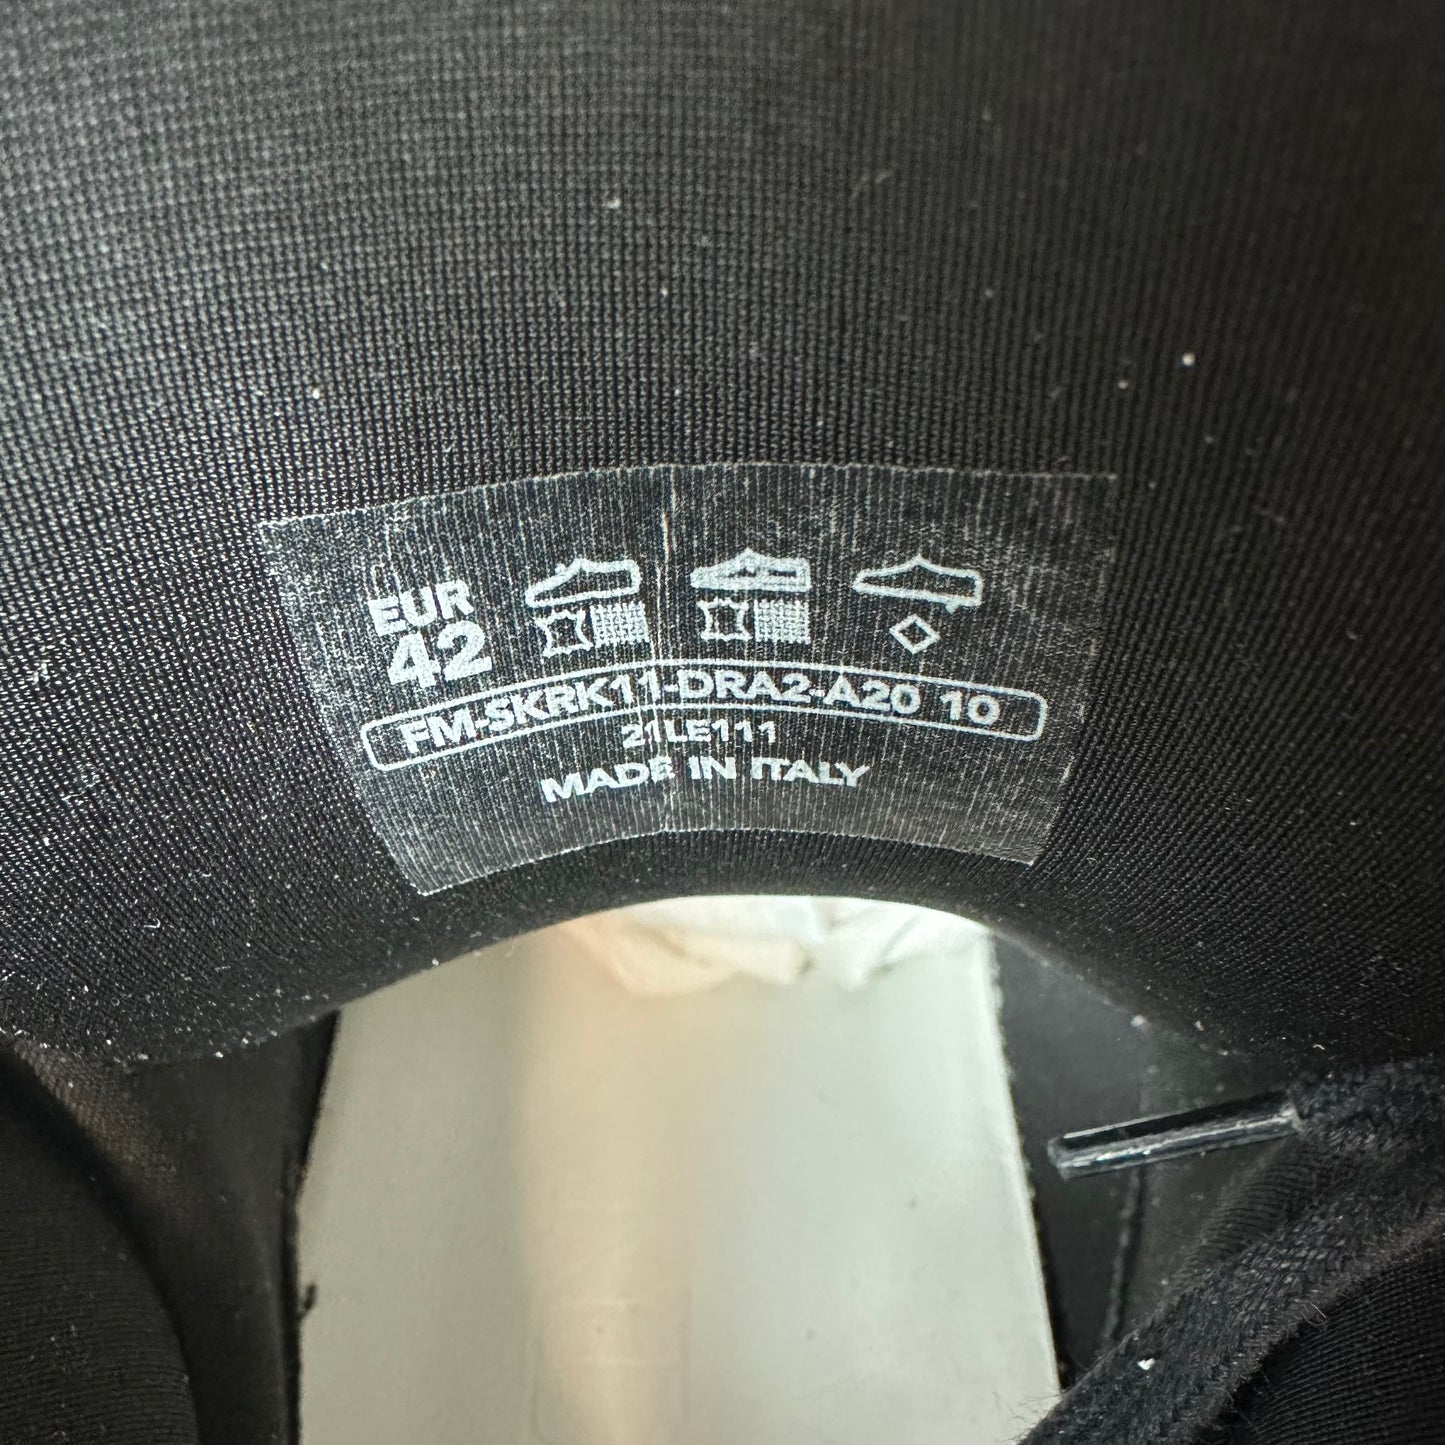 EUR
42
FM-SKRK11-DRA2-A20 10
21LE111
MADE IN ITALY